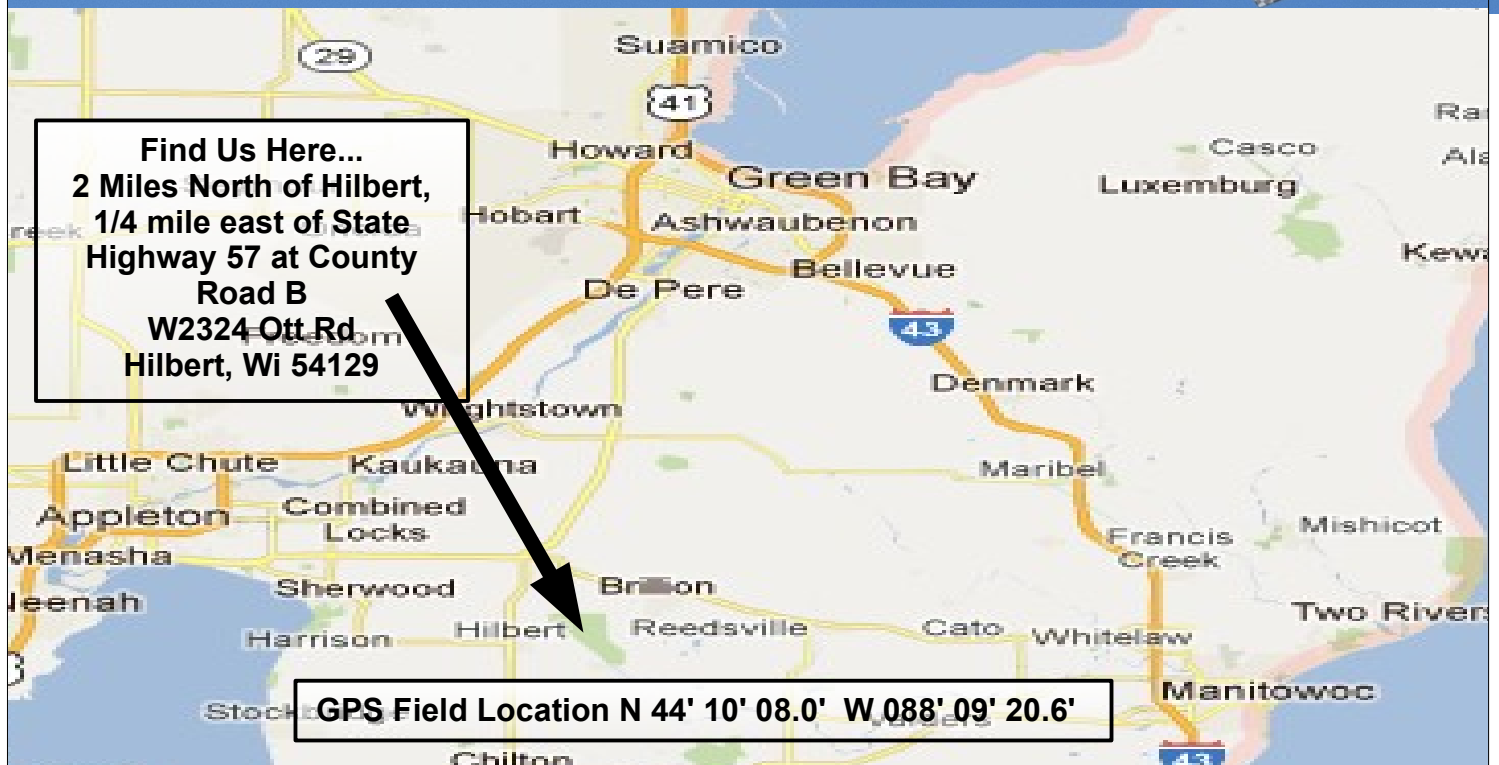 Suamico
29
41
Find Us Here...
2 Miles North of Hilbert,
1/4 mile east of State
Highway 57 at County
Road B
W2324 Ott Rd
Hilbert, Wi 54129
Howard
Green Bay
Casco
Luxemburg
Hobart
Ashwaubenon
Bellevue
De Pere
43
Freedom
Denmark
Wrightstown
Little Chute
Kaukauna
Maribel
Appleton
Combined
Locks
Menasha
Francis
Creek
Mishicot
Sherwood
Brillion
Two Rivers
Harrison
Hilbert
Reedsville
Cato
Whitelaw
Manitowoc
GPS Field Location N 44' 10' 08.0' W 088' 09' 20.6'
Chilton
43